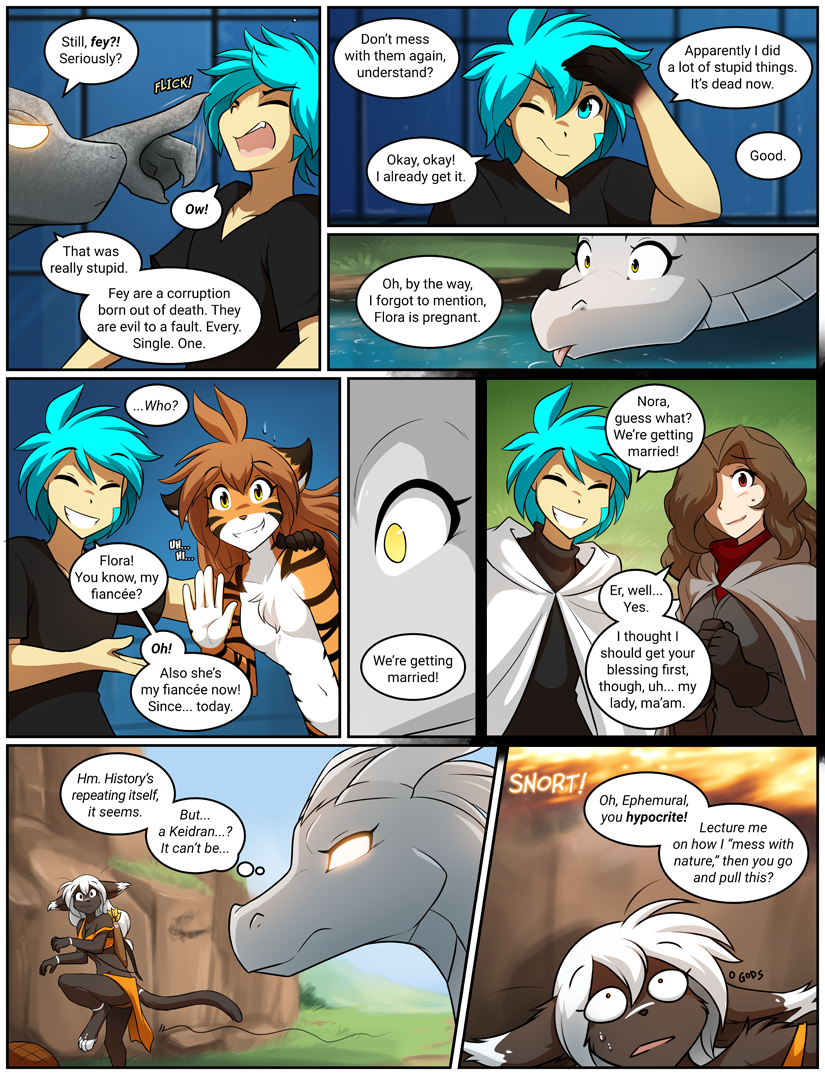 Still, fey?!
Seriously?
FLICK!
Ow!
That was
really stupid.
Fey are a corruption
born out of death. They
are evil to a fault. Every.
Single. One.
Don't mess
with them again,
understand?
Apparently I did
a lot of stupid things.
It's dead now.
Okay, okay!
I already get it.
Good.
Oh, by the way,
I forgot to mention,
Flora is pregnant.
...Who?
UH...
HI...
Flora!
You know, my
fiancée?
Oh!
Also she's
my fiancée now!
Since... today.
We're getting
married!
Nora,
guess what?
We're getting
married!
Er, well...
Yes.
I thought I
should get your
blessing first,
though, uh... my
lady, ma'am.
Hm. History's
repeating itself,
it seems.
But...
a Keidran...?
It can't be...
SNORT!
Oh, Ephemural,
you hypocrite!
Lecture me
on how I "mess with
nature," then you go
and pull this?
O GODS